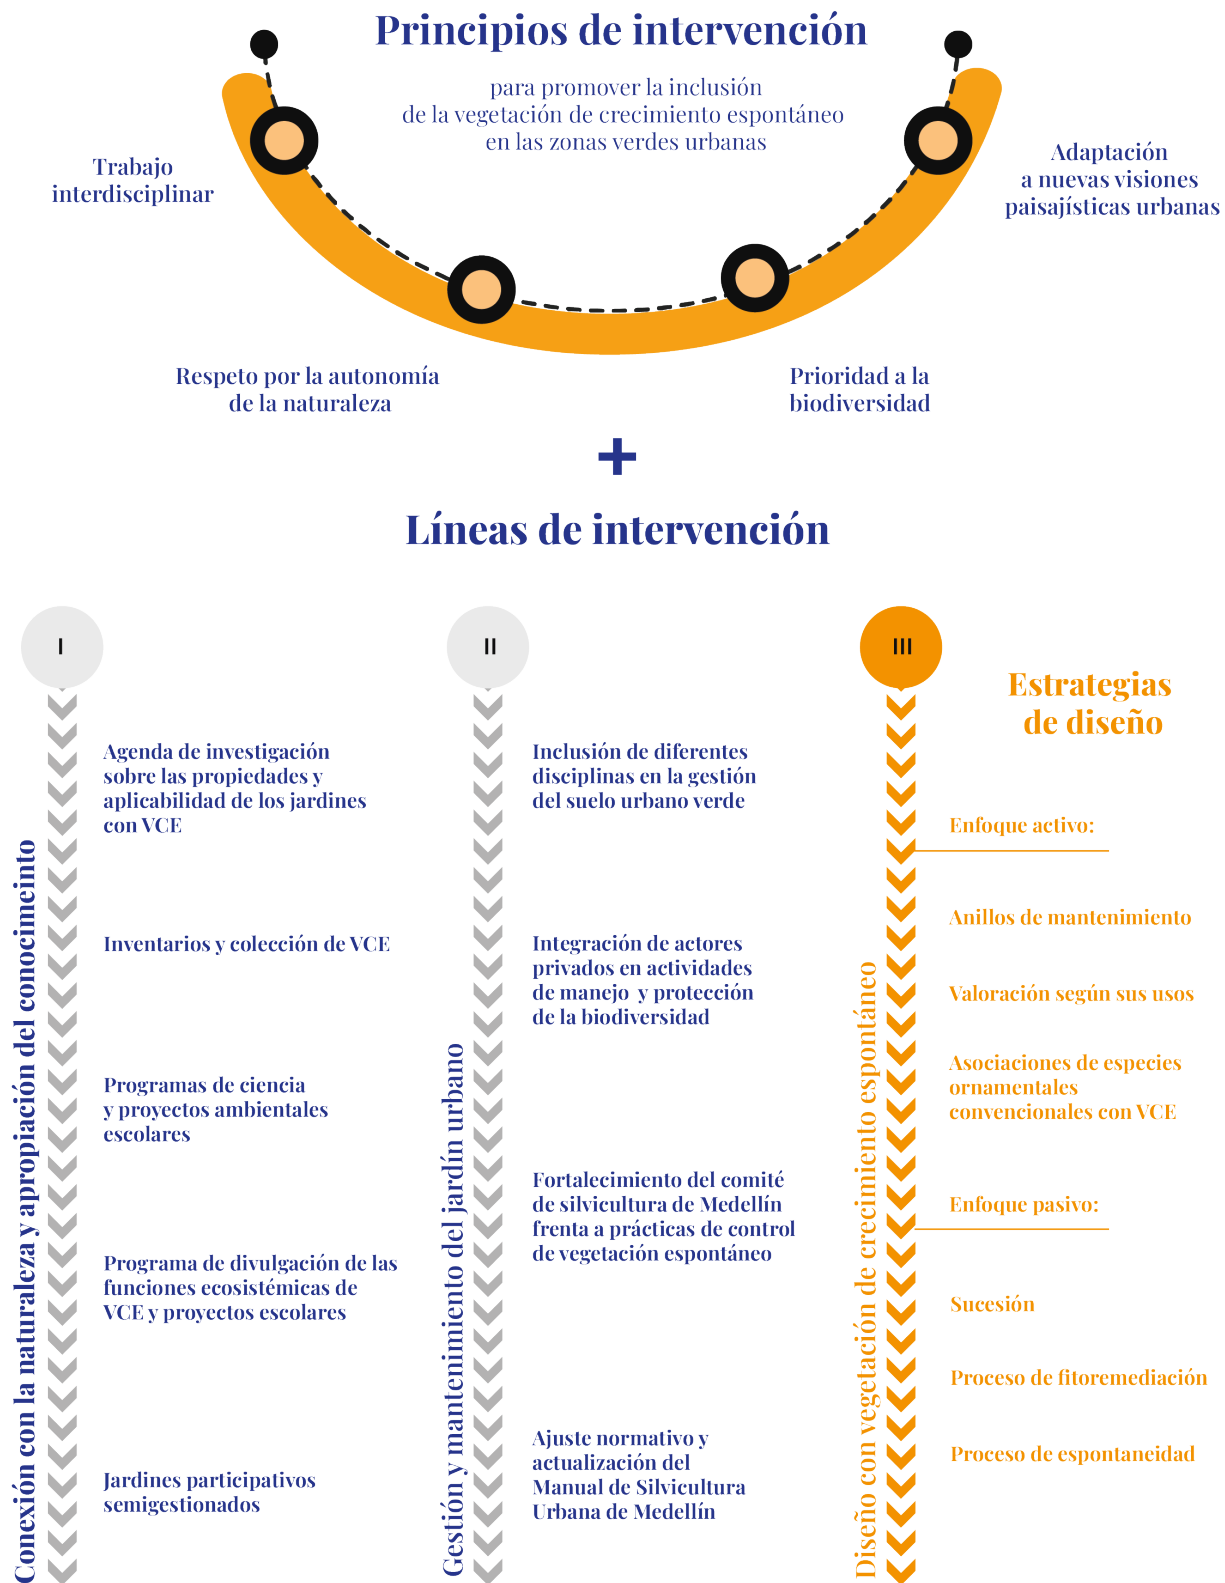 Principios de intervención
para promover la inclusión
de la vegetación de crecimiento espontáneo
en las zonas verdes urbanas
Trabajo
interdisciplinar
Respeto por la autonomía
de la naturaleza
Prioridad a la
biodiversidad
Adaptación
a nuevas visiones
paisajísticas urbanas
+
Líneas de intervención
I
Conexión con la naturaleza y apropiación del conocimeinto
Agenda de investigación
sobre las propiedades y
aplicabilidad de los jardines
con VCE
Inventarios y colección de VCE
Programas de ciencia
y proyectos ambientales
escolares
Programa de divulgación de las
funciones ecosistémicas de
VCE y proyectos escolares
Jardines participativos
semigestionados
II
Gestión y mantenimiento del jardín urbano
Inclusión de diferentes
disciplinas en la gestión
del suelo urbano verde
Integración de actores
privados en actividades
de manejo y protección
de la biodiversidad
Fortalecimiento del comité
de silvicultura de Medellín
frenta a prácticas de control
de vegetación espontáneo
Ajuste normativo y
actualización del
Manual de Silvicultura
Urbana de Medellín
III
Diseño con vegetación de crecimiento espontáneo
Estrategias
de diseño
Enfoque activo:
Anillos de mantenimiento
Valoración según sus usos
Asociaciones de especies
ornamentales
convencionales con VCE
Enfoque pasivo:
Sucesión
Proceso de fitoremediación
Proceso de espontaneidad